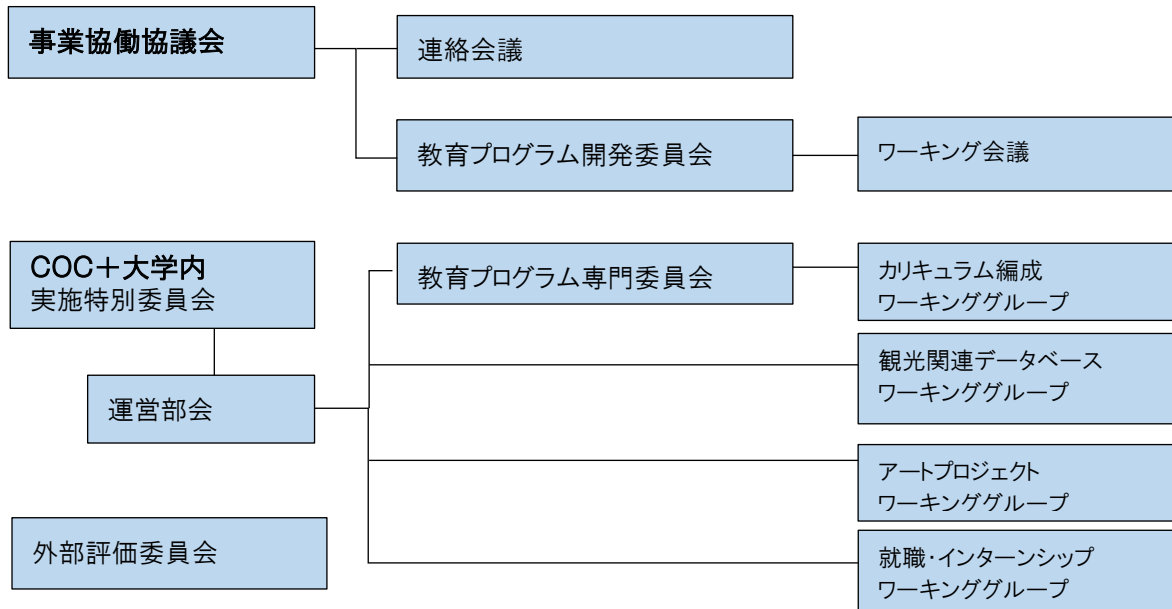 事業協働協議会
連絡会議
教育プログラム開発委員会
ワーキング会議
COC+大学内
実施特別委員会
教育プログラム専門委員会
カリキュラム編成
ワーキンググループ
観光関連データベース
ワーキンググループ
運営部会
アートプロジェクト
ワーキンググループ
外部評価委員会
就職・インターンシップ
ワーキンググループ